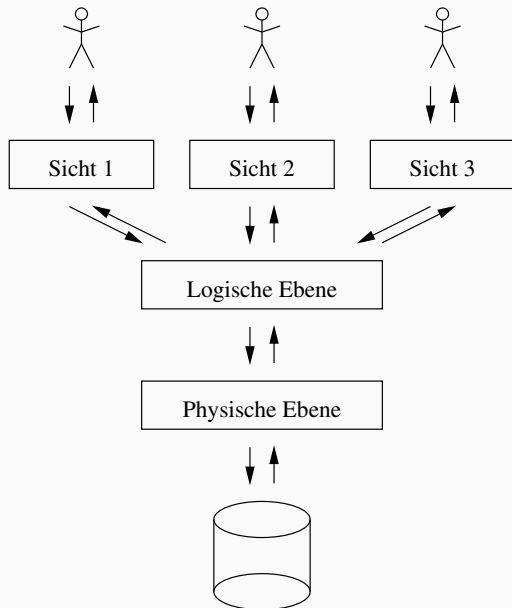 Sicht 1
Sicht 2
Sicht 3
Logische Ebene
Physische Ebene